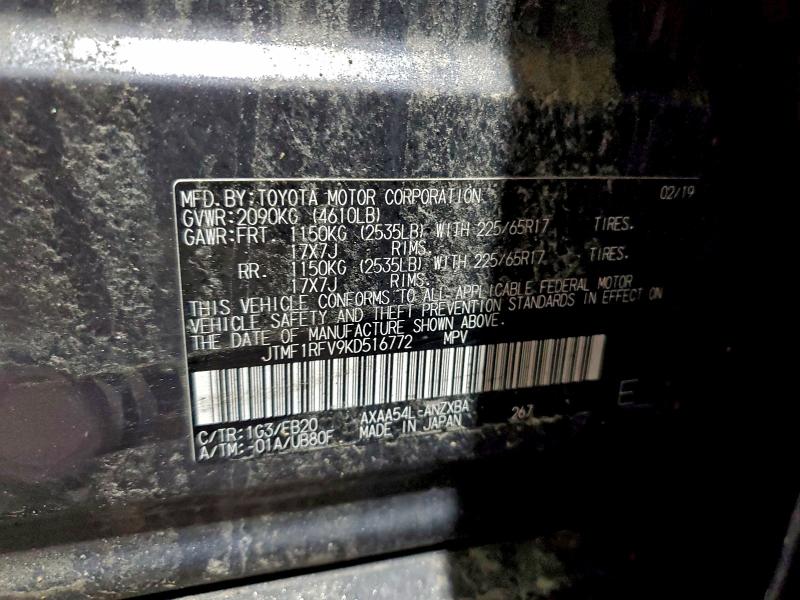 MFD. BY: TOYOTA MOTOR CORPORATION 02/19
GVWR: 2090KG (4610LB)
GAWR: FRT. 1150KG (2535LB) WITH 225/65R17 TIRES.
17X7J RIMS.
RR. 1150KG (2535LB) WITH 225/65R17 TIRES.
17X7J RIMS.
THIS VEHICLE CONFORMS TO ALL APPLICABLE FEDERAL MOTOR
VEHICLE SAFETY AND THEFT PREVENTION STANDARDS IN EFFECT ON
THE DATE OF MANUFACTURE SHOWN ABOVE.
JTMF1RFV9KD516772 MPV
C/TR: 1G3/EB20 AXAA54L-ANZXBA 267 E
A/TM: -01A/UB80F MADE IN JAPAN